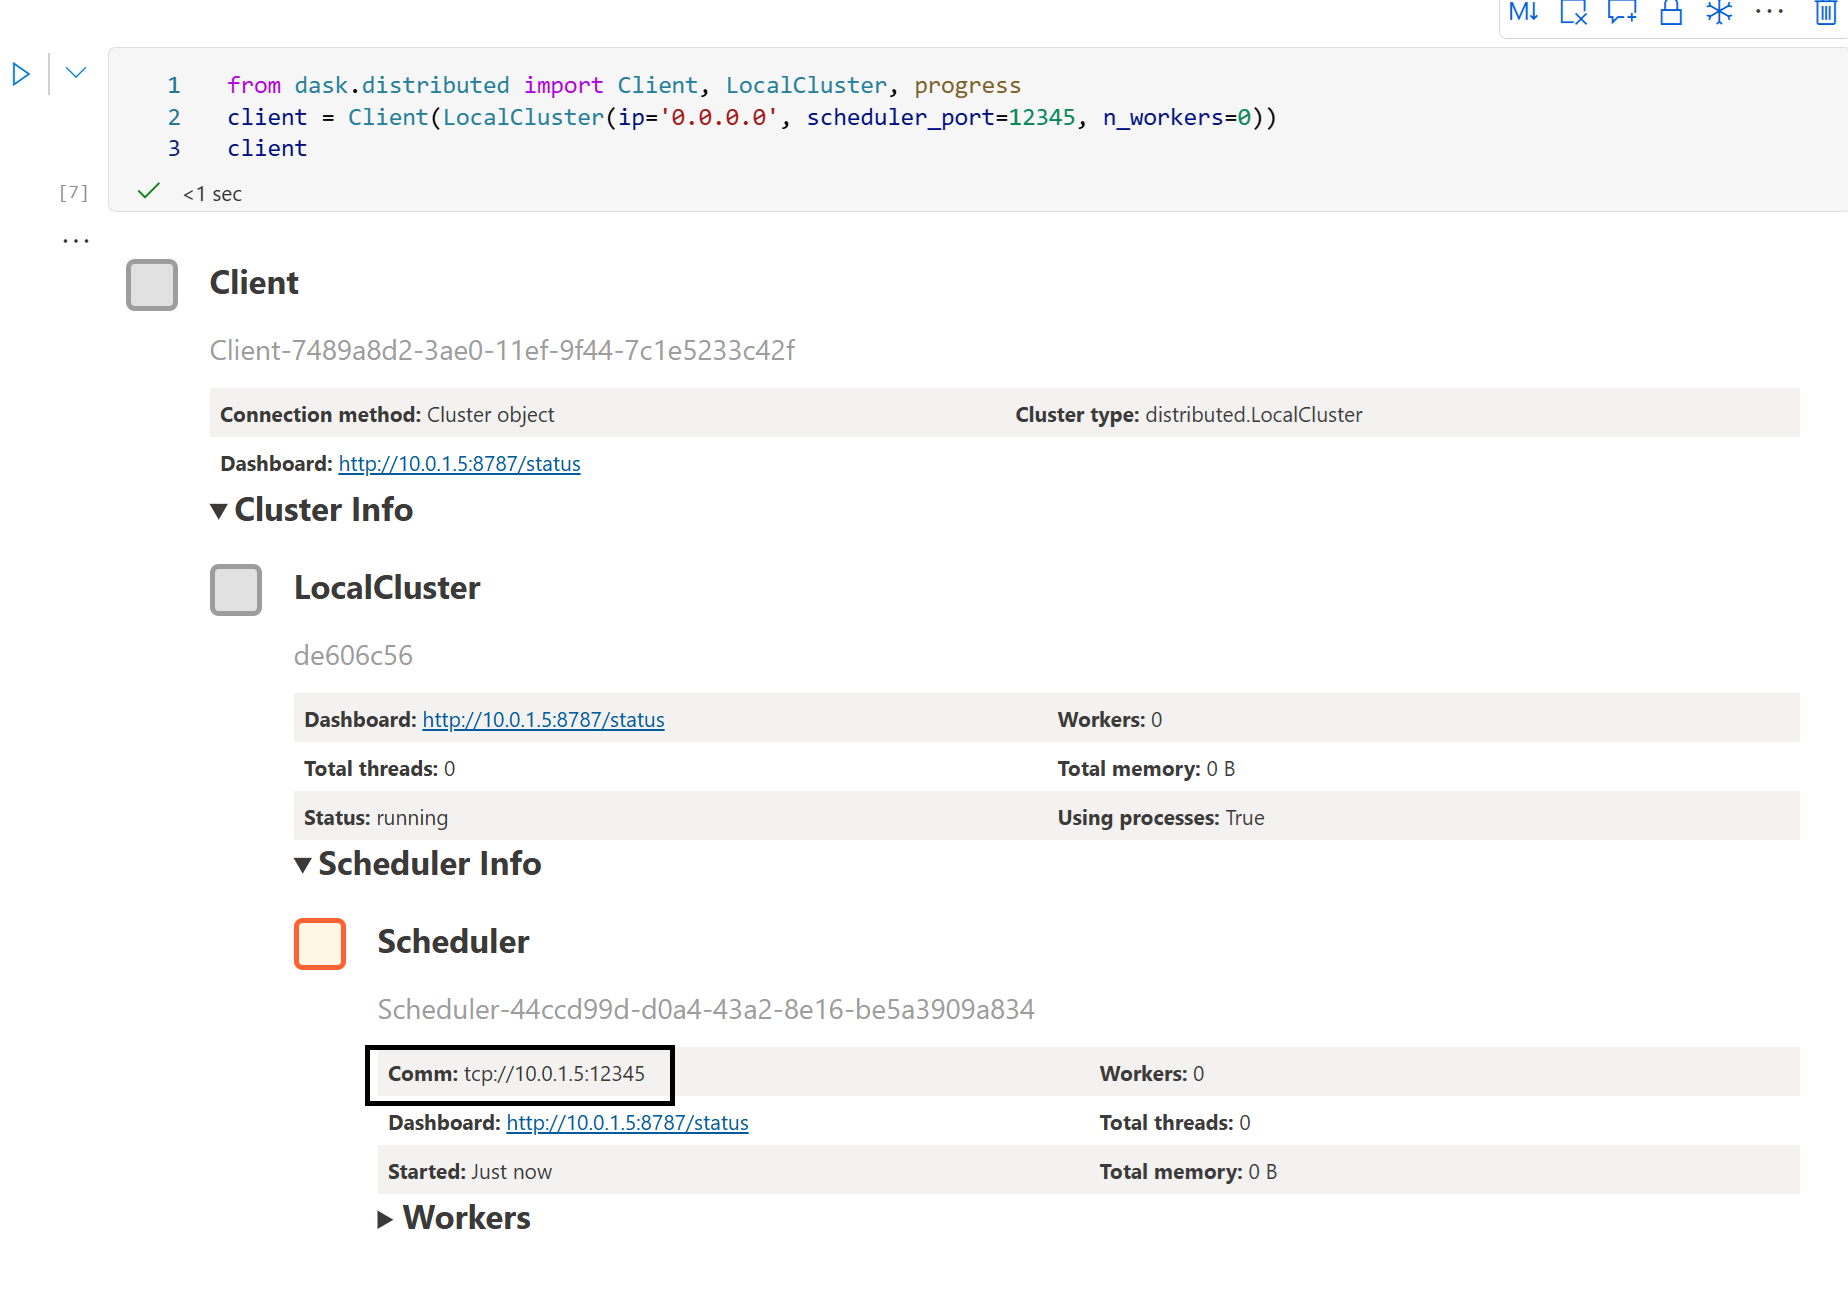 M↓
1 from dask.distributed import Client, LocalCluster, progress
2 client = Client(LocalCluster(ip='0.0.0.0', scheduler_port=12345, n_workers=0))
3 client
[7] <1 sec
Client
Client-7489a8d2-3ae0-11ef-9f44-7c1e5233c42f
Connection method: Cluster object Cluster type: distributed.LocalCluster
Dashboard: http://10.0.1.5:8787/status
Cluster Info
LocalCluster
de606c56
Dashboard: http://10.0.1.5:8787/status Workers: 0
Total threads: 0 Total memory: 0 B
Status: running Using processes: True
Scheduler Info
Scheduler
Scheduler-44ccd99d-d0a4-43a2-8e16-be5a3909a834
Comm: tcp://10.0.1.5:12345 Workers: 0
Dashboard: http://10.0.1.5:8787/status Total threads: 0
Started: Just now Total memory: 0 B
Workers